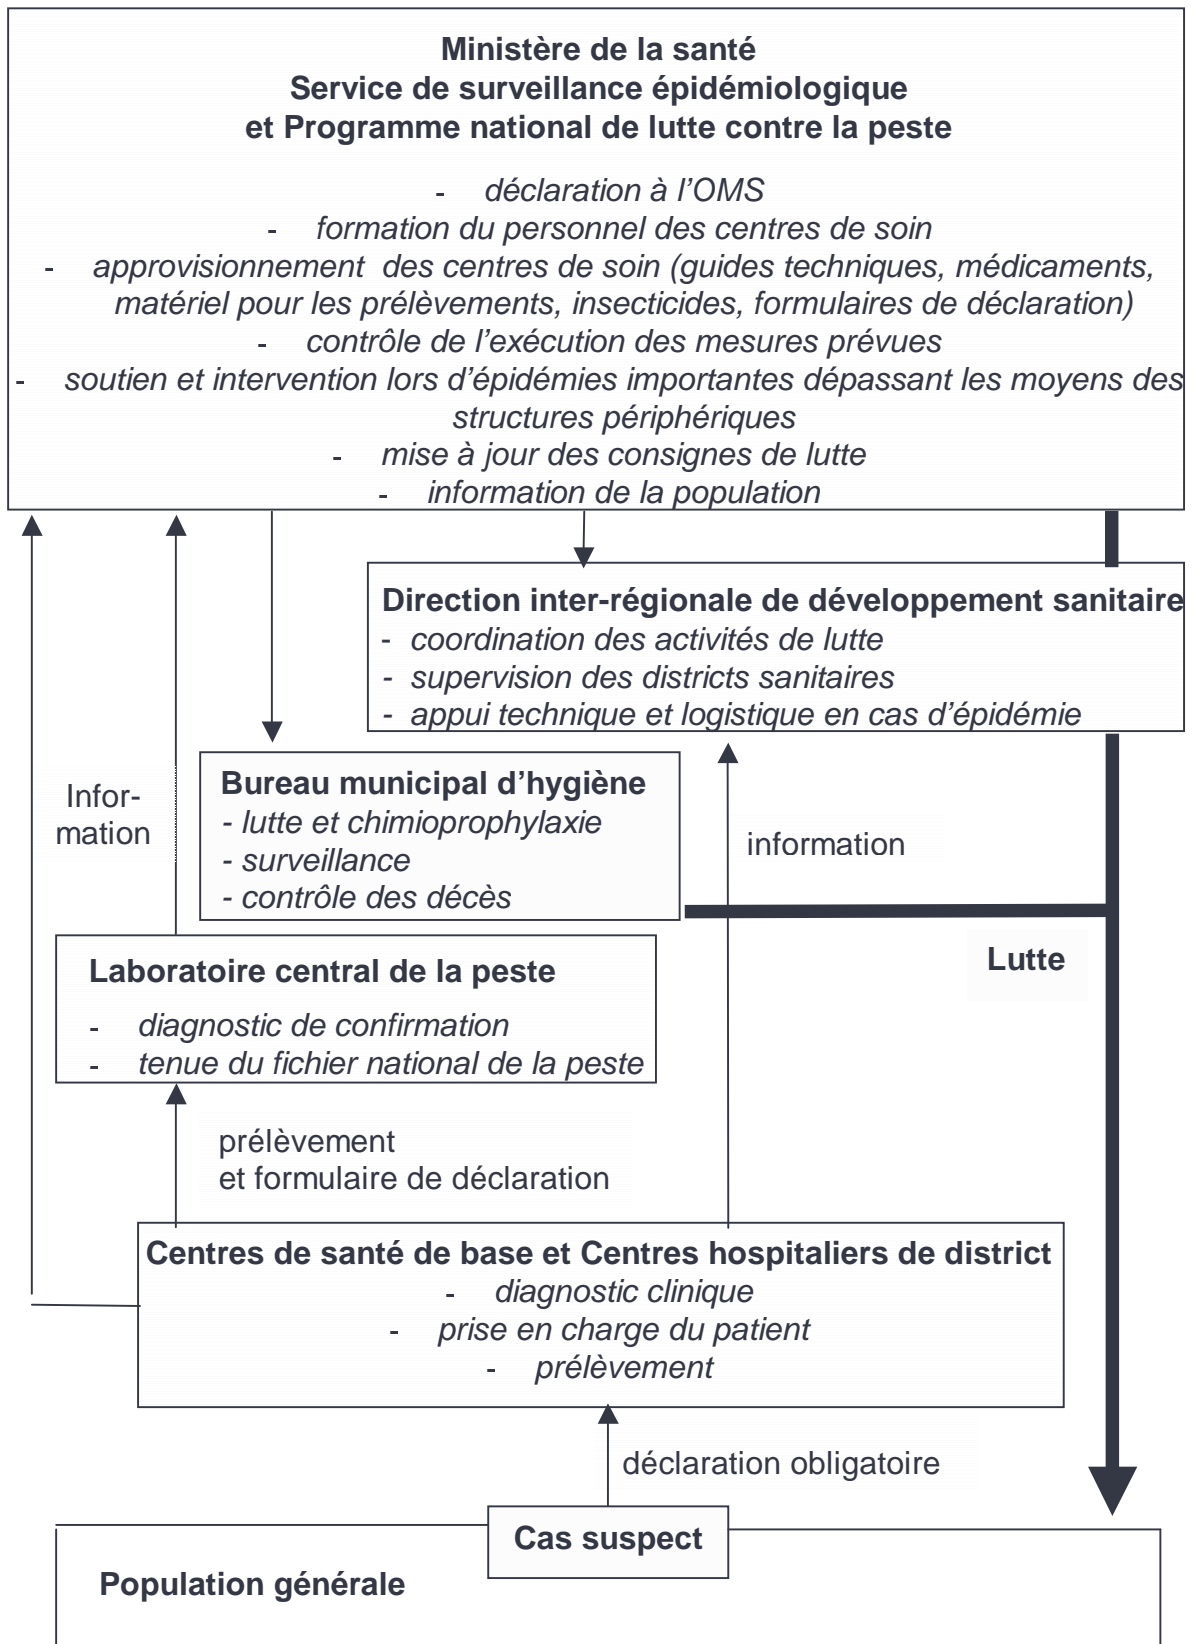 Ministère de la santé
Service de surveillance épidémiologique
et Programme national de lutte contre la peste
- déclaration à l'OMS
- formation du personnel des centres de soin
- approvisionnement des centres de soin (guides techniques, médicaments,
matériel pour les prélèvements, insecticides, formulaires de déclaration)
- contrôle de l'exécution des mesures prévues
- soutien et intervention lors d'épidémies importantes dépassant les moyens des
structures périphériques
- mise à jour des consignes de lutte
- information de la population
Direction inter-régionale de développement sanitaire
- coordination des activités de lutte
- supervision des districts sanitaires
- appui technique et logistique en cas d'épidémie
Infor-
mation
Bureau municipal d'hygiène
- lutte et chimioprophylaxie
- surveillance
- contrôle des décès
information
Lutte
Laboratoire central de la peste
- diagnostic de confirmation
- tenue du fichier national de la peste
prélèvement
et formulaire de déclaration
Centres de santé de base et Centres hospitaliers de district
- diagnostic clinique
- prise en charge du patient
- prélèvement
déclaration obligatoire
Cas suspect
Population générale